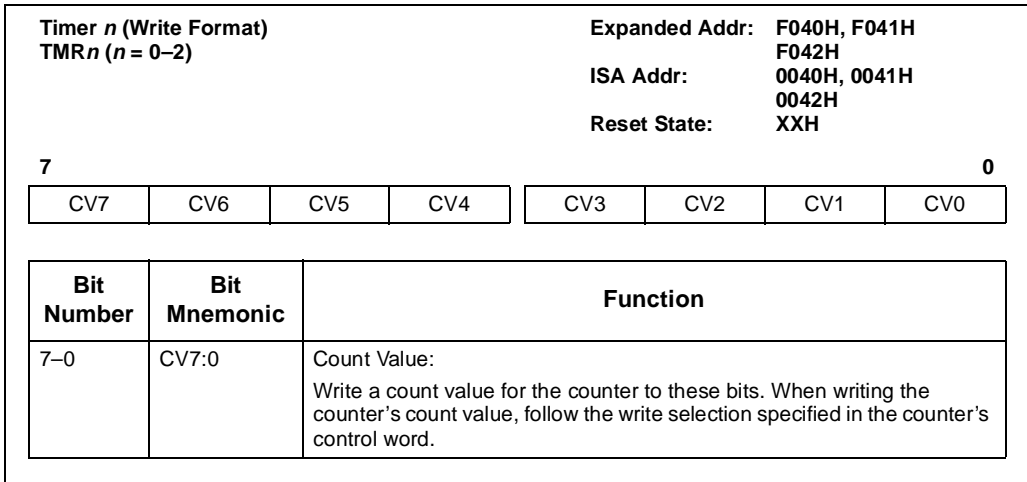 Timer n (Write Format) Expanded Addr: F040H, F041H
TMRn (n = 0–2) F042H
ISA Addr: 0040H, 0041H
0042H
Reset State: XXH
7 0
CV7 CV6 CV5 CV4 CV3 CV2 CV1 CV0
Bit Number Bit Mnemonic Function
7–0 CV7:0 Count Value:
Write a count value for the counter to these bits. When writing the
counter's count value, follow the write selection specified in the counter's
control word.